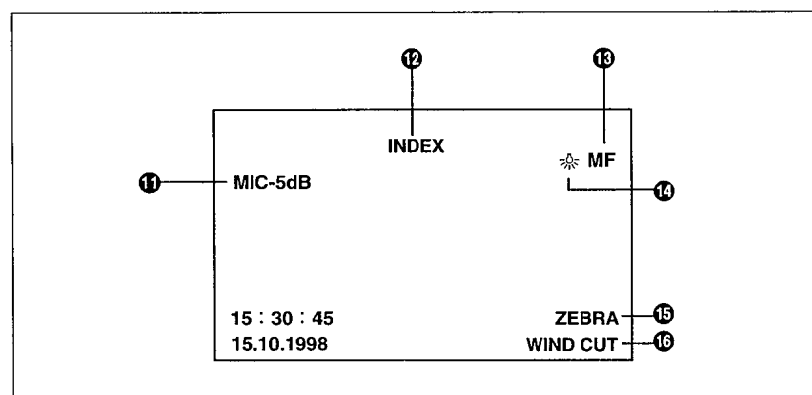 ⑫ ⑬
INDEX
MF
⑪ MIC-5dB ⑭
15 : 30 : 45 ZEBRA ⑮
15.10.1998 WIND CUT ⑯